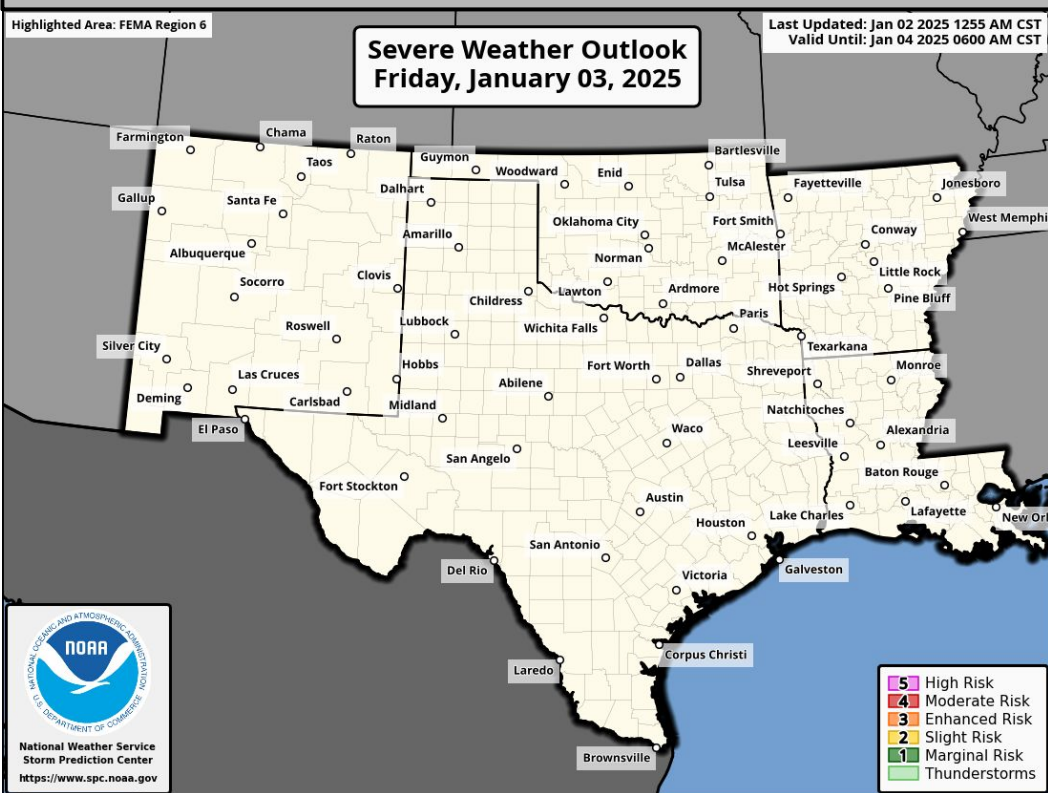 Highlighted Area: FEMA Region 6
Severe Weather Outlook
Friday, January 03, 2025
Last Updated: Jan 02 2025 1255 AM CST
Valid Until: Jan 04 2025 0600 AM CST
Farmington
Chama
Raton
Taos
Guymon
Woodward
Enid
Bartlesville
Tulsa
Fayetteville
Jonesboro
Gallup
Santa Fe
Dalhart
Oklahoma City
Fort Smith
West Memphi
Albuquerque
Amarillo
Norman
McAlester
Conway
Socorro
Clovis
Childress
Lawton
Ardmore
Hot Springs
Little Rock
Pine Bluff
Roswell
Lubbock
Wichita Falls
Paris
Texarkana
Silver City
Las Cruces
Hobbs
Abilene
Fort Worth
Dallas
Shreveport
Monroe
Deming
Carlsbad
Midland
Natchitoches
El Paso
San Angelo
Waco
Leesville
Alexandria
Fort Stockton
Baton Rouge
Austin
Houston
Lake Charles
Lafayette
New Orl
Del Rio
San Antonio
Galveston
Victoria
Laredo
Corpus Christi
Brownsville
NATIONAL OCEANIC AND ATMOSPHERIC ADMINISTRATION
NOAA
U.S. DEPARTMENT OF COMMERCE
National Weather Service
Storm Prediction Center
https://www.spc.noaa.gov
5 High Risk
4 Moderate Risk
3 Enhanced Risk
2 Slight Risk
1 Marginal Risk
Thunderstorms